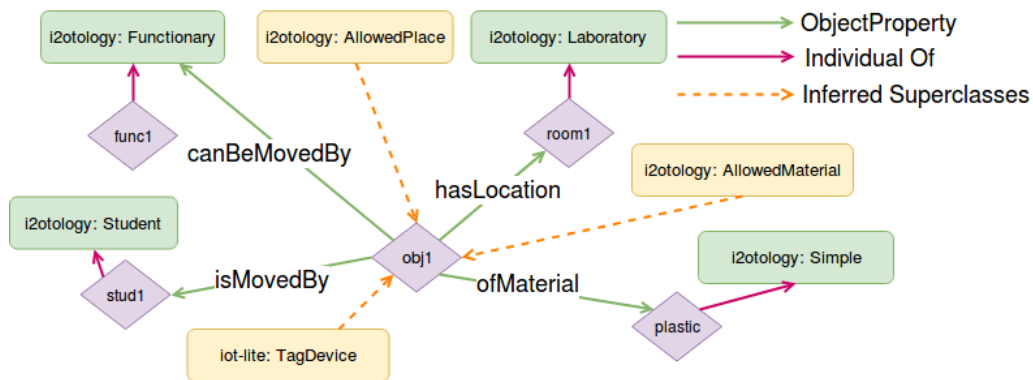 i2otology: Functionary
i2otology: AllowedPlace
i2otology: Laboratory
ObjectProperty
Individual Of
Inferred Superclasses
func1
room1
canBeMovedBy
hasLocation
i2otology: AllowedMaterial
i2otology: Student
obj1
i2otology: Simple
stud1
isMovedBy
ofMaterial
plastic
iot-lite: TagDevice